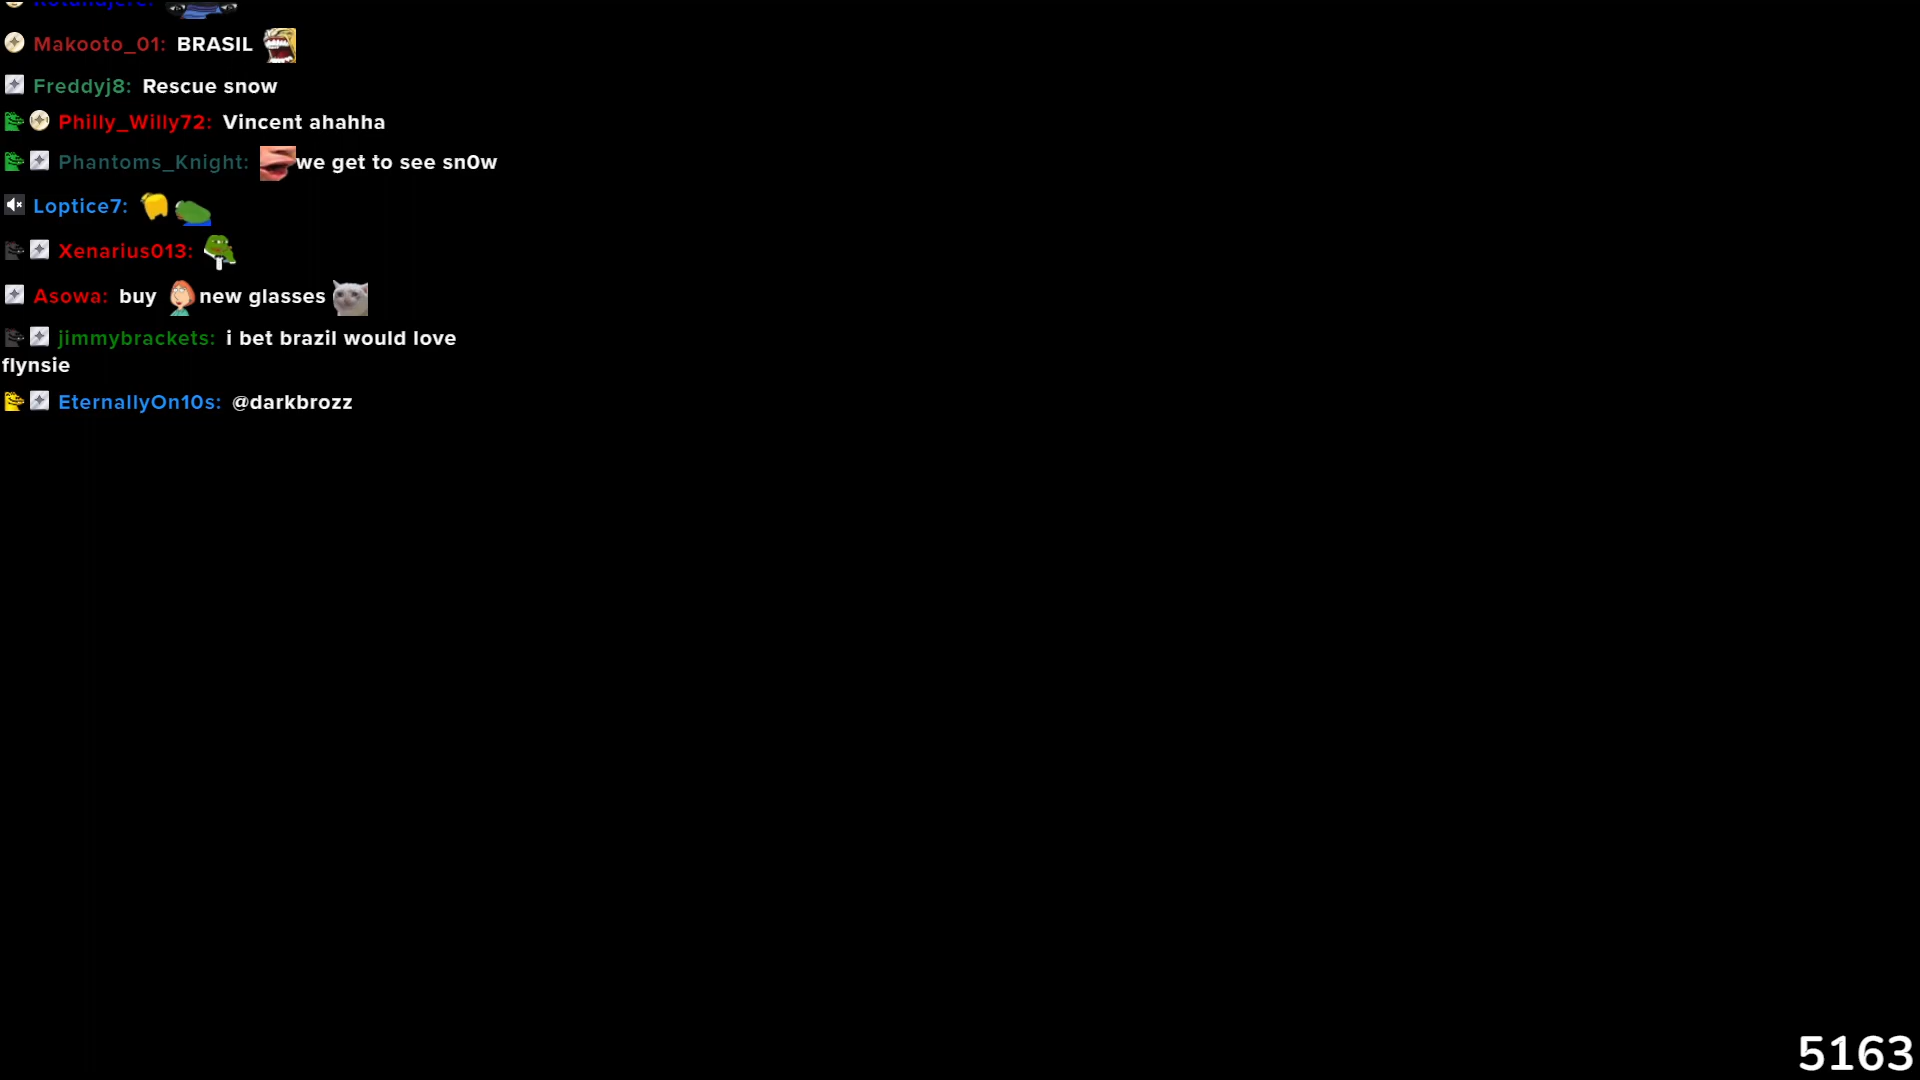 Makooto_01: BRASIL
Freddyj8: Rescue snow
Philly_Willy72: Vincent ahahha
Phantoms_Knight: we get to see sn0w
Loptice7:
Xenarius013:
Asowa: buy new glasses
jimmybrackets: i bet brazil would love
flynsie
EternallyOn10s: @darkbrozz
5163